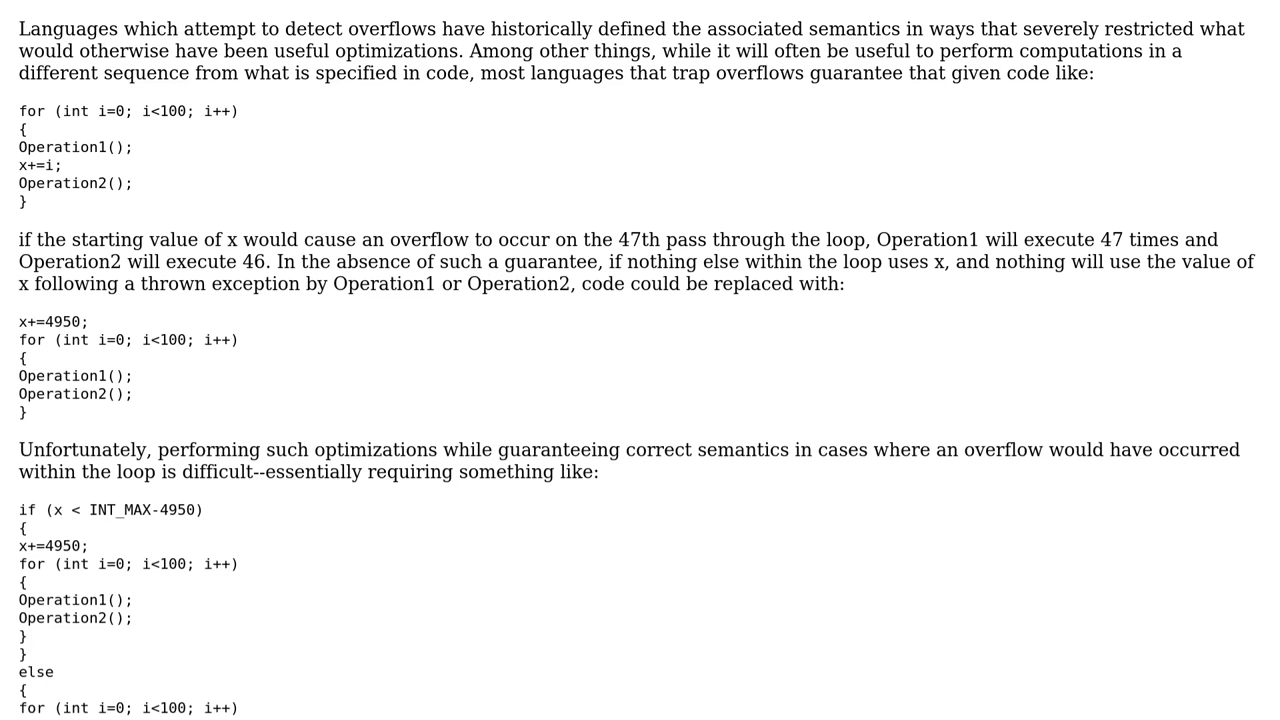 Languages which attempt to detect overflows have historically defined the associated semantics in ways that severely restricted what
would otherwise have been useful optimizations. Among other things, while it will often be useful to perform computations in a
different sequence from what is specified in code, most languages that trap overflows guarantee that given code like:
for (int i=0; i<100; i++)
{
Operation1();
x+=i;
Operation2();
}
if the starting value of x would cause an overflow to occur on the 47th pass through the loop, Operation1 will execute 47 times and
Operation2 will execute 46. In the absence of such a guarantee, if nothing else within the loop uses x, and nothing will use the value of
x following a thrown exception by Operation1 or Operation2, code could be replaced with:
x+=4950;
for (int i=0; i<100; i++)
{
Operation1();
Operation2();
}
Unfortunately, performing such optimizations while guaranteeing correct semantics in cases where an overflow would have occurred
within the loop is difficult--essentially requiring something like:
if (x < INT_MAX-4950)
{
x+=4950;
for (int i=0; i<100; i++)
{
Operation1();
Operation2();
}
}
else
{
for (int i=0; i<100; i++)